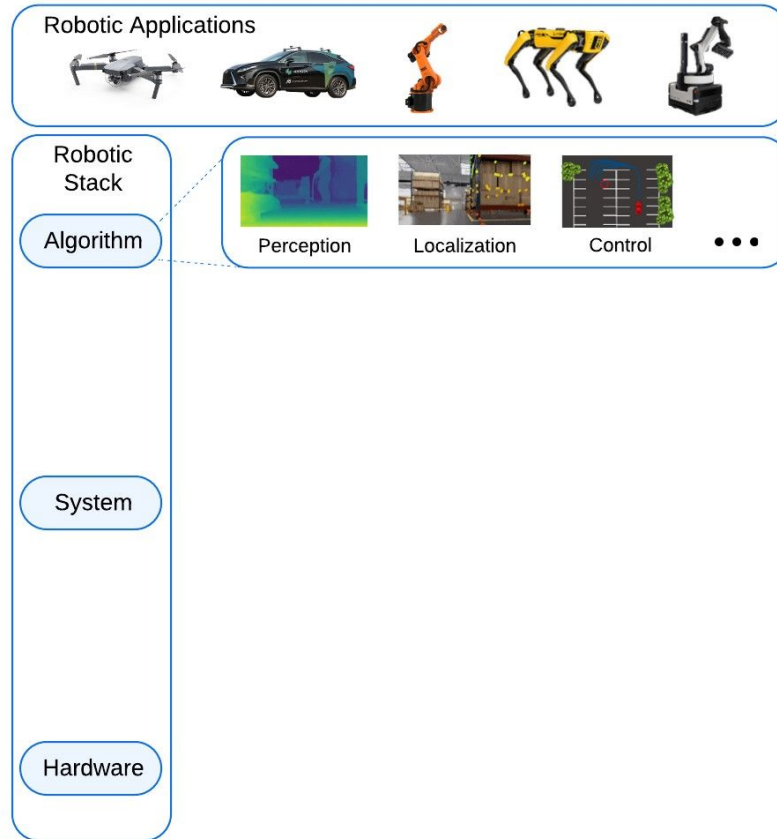 Robotic Applications
Robotic
Stack
Algorithm
Perception
Localization
Control
System
Hardware